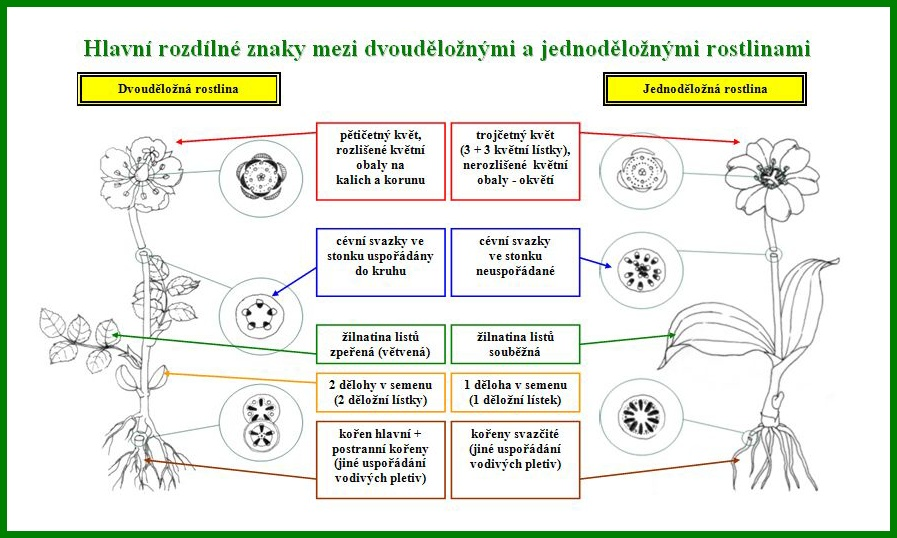 Hlavní rozdílné znaky mezi dvouděložnými a jednoděložnými rostlinami
Dvouděložná rostlina
Jednoděložná rostlina
pětičetný květ,
rozlišené květní
obaly na
kalich a korunu
trojčetný květ
(3 + 3 květní lístky),
nerozlišené květní
obaly - okvětí
cévní svazky ve
stonku uspořádány
do kruhu
cévní svazky
ve stonku
neuspořádané
žilnatina listů
zpeřená (větvená)
žilnatina listů
souběžná
2 dělohy v semenu
(2 děložní lístky)
1 děloha v semenu
(1 děložní lístek)
kořen hlavní +
postranní kořeny
(jiné uspořádání
vodivých pletiv)
kořeny svazčité
(jiné uspořádání
vodivých pletiv)